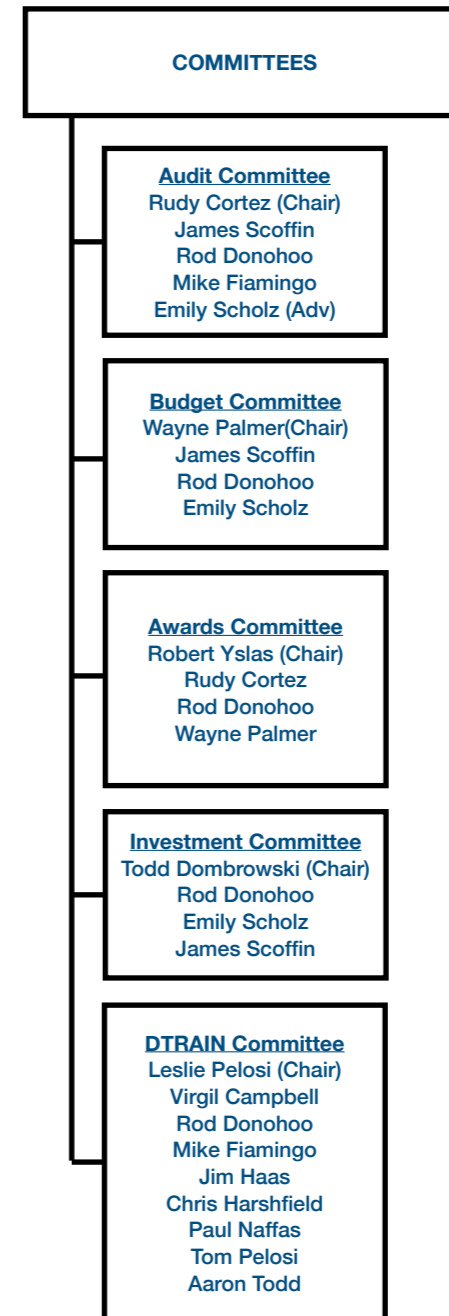 COMMITTEES
Audit Committee
Rudy Cortez (Chair)
James Scoffin
Rod Donohoo
Mike Fiamingo
Emily Scholz (Adv)
Budget Committee
Wayne Palmer(Chair)
James Scoffin
Rod Donohoo
Emily Scholz
Awards Committee
Robert Yslas (Chair)
Rudy Cortez
Rod Donohoo
Wayne Palmer
Investment Committee
Todd Dombrowski (Chair)
Rod Donohoo
Emily Scholz
James Scoffin
DTRAIN Committee
Leslie Pelosi (Chair)
Virgil Campbell
Rod Donohoo
Mike Fiamingo
Jim Haas
Chris Harshfield
Paul Naffas
Tom Pelosi
Aaron Todd